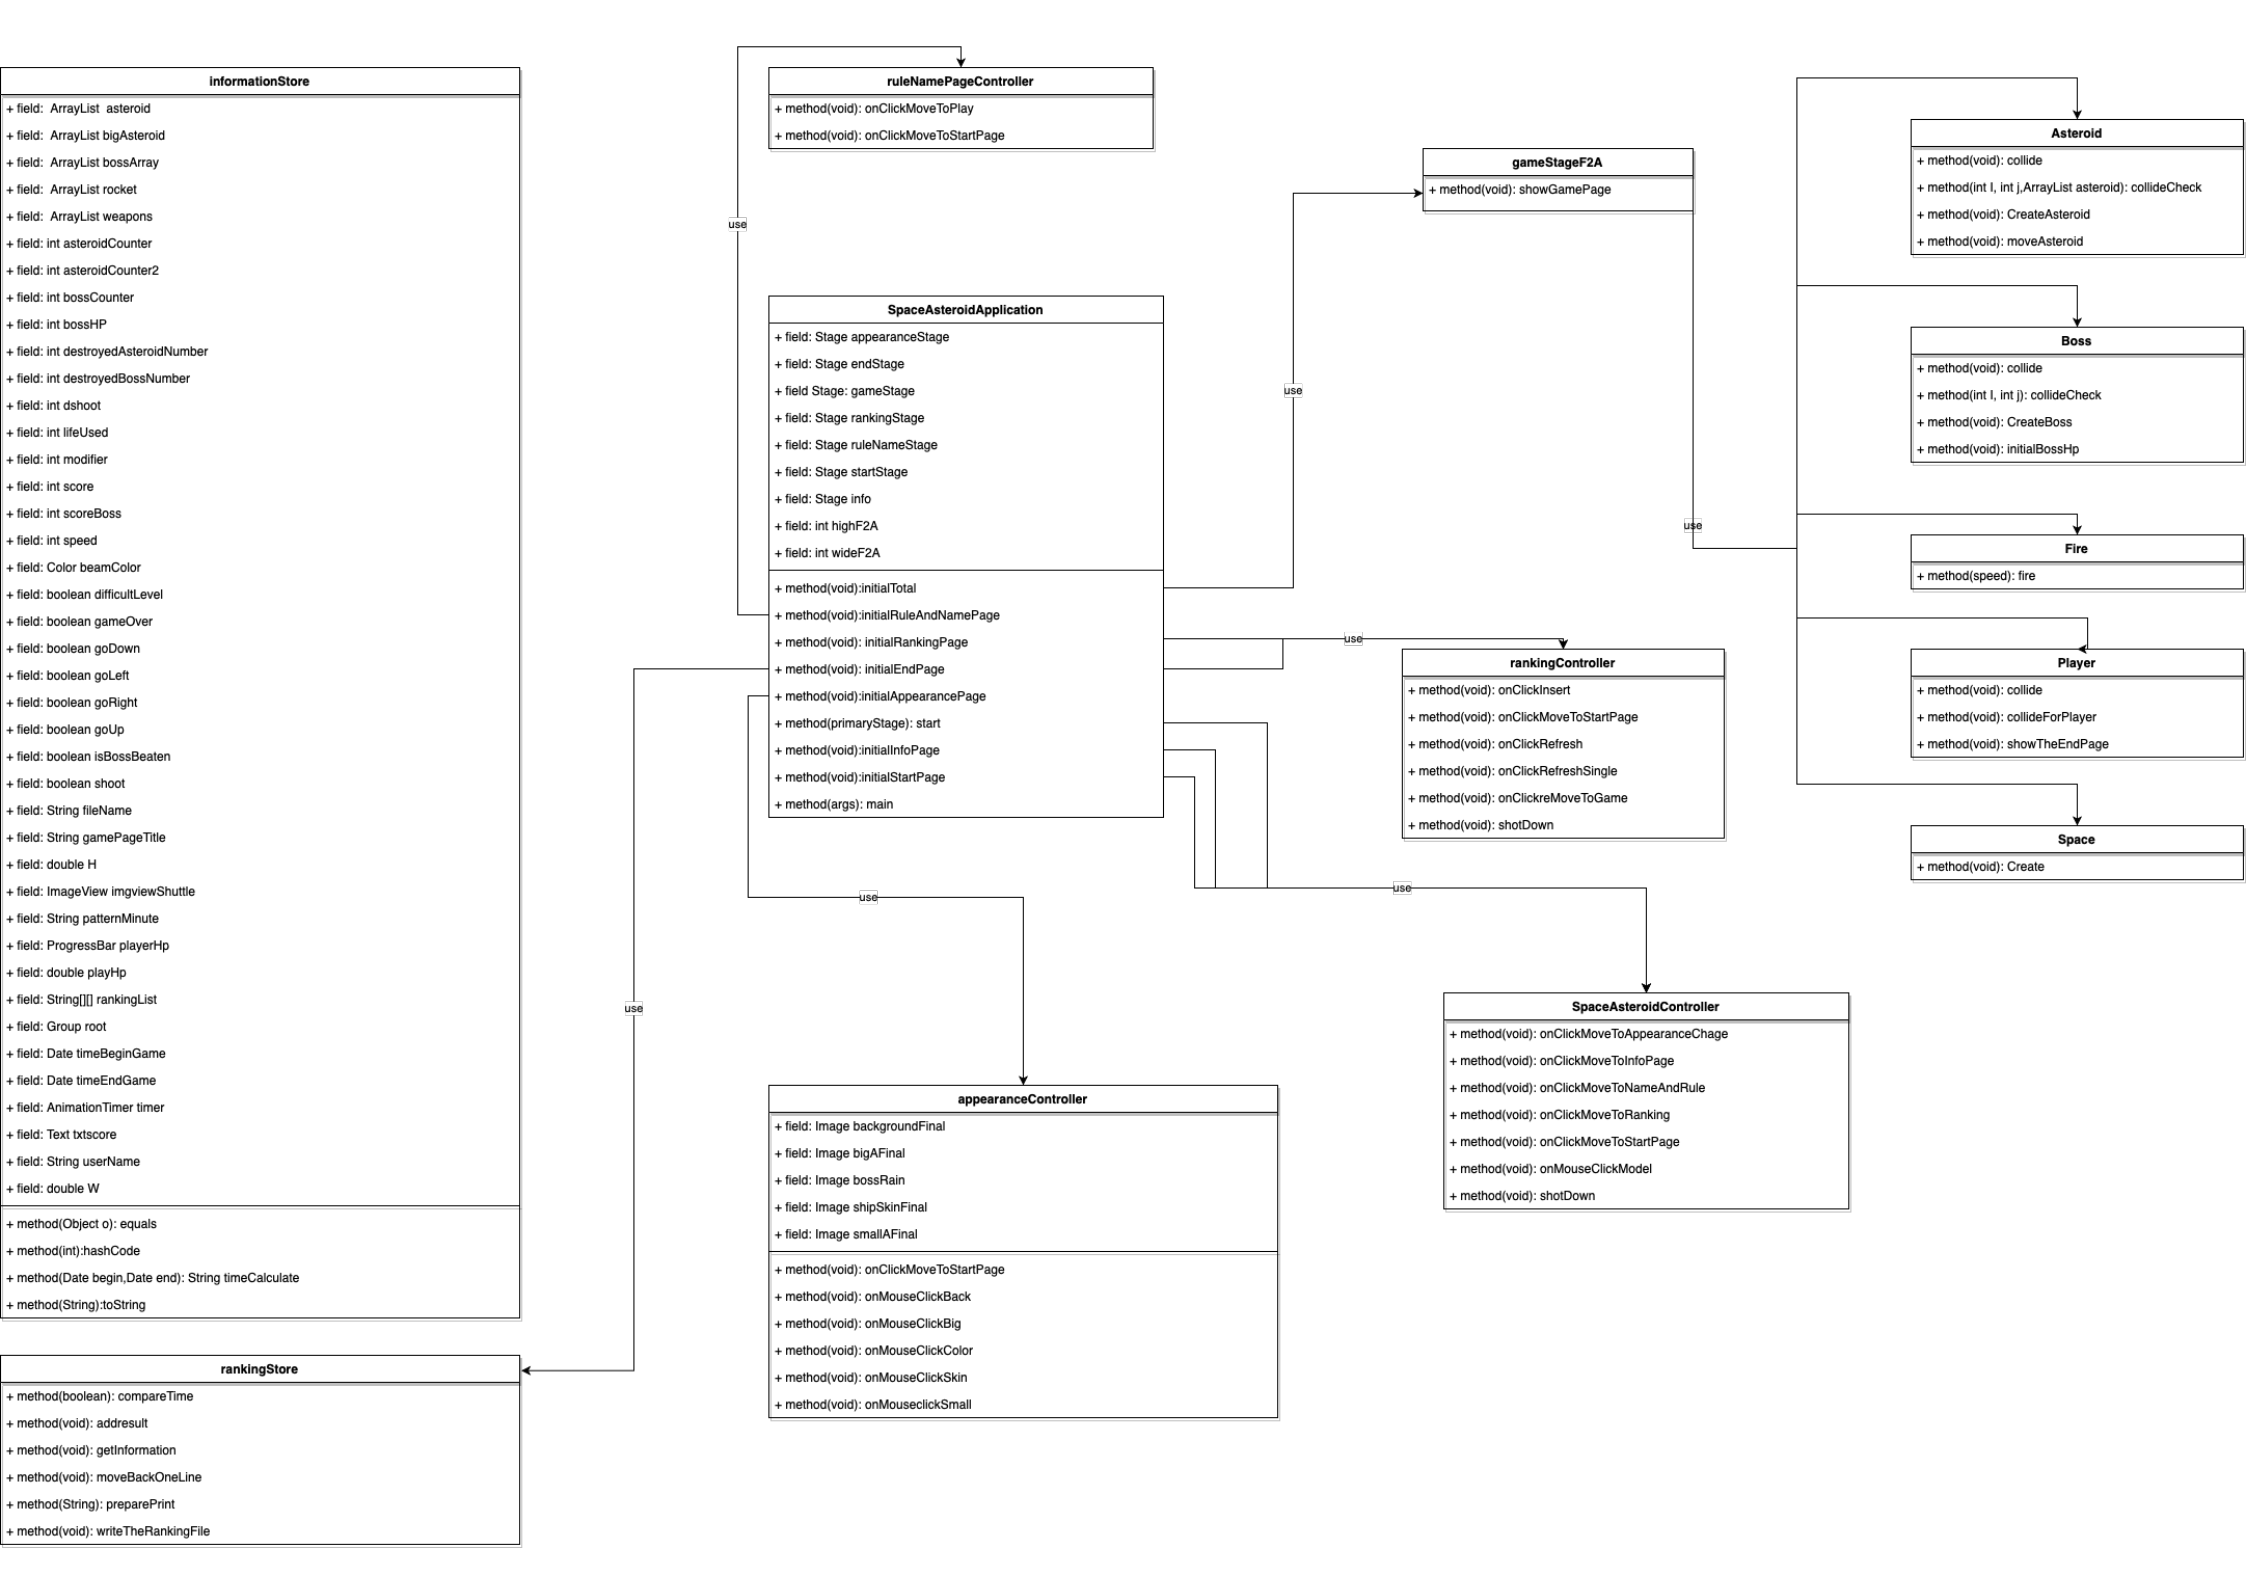 informationStore
+ field:  ArrayList  asteroid
+ field:  ArrayList bigAsteroid
+ field:  ArrayList bossArray
+ field:  ArrayList rocket
+ field:  ArrayList weapons
+ field: int asteroidCounter
+ field: int asteroidCounter2
+ field: int bossCounter
+ field: int bossHP
+ field: int destroyedAsteroidNumber
+ field: int destroyedBossNumber
+ field: int dshoot
+ field: int lifeUsed
+ field: int modifier
+ field: int score
+ field: int scoreBoss
+ field: int speed
+ field: Color beamColor
+ field: boolean difficultLevel
+ field: boolean gameOver
+ field: boolean goDown
+ field: boolean goLeft
+ field: boolean goRight
+ field: boolean goUp
+ field: boolean isBossBeaten
+ field: boolean shoot
+ field: String fileName
+ field: String gamePageTitle
+ field: double H
+ field: ImageView imgviewShuttle
+ field: String patternMinute
+ field: ProgressBar playerHp
+ field: double playHp
+ field: String[][] rankingList
+ field: Group root
+ field: Date timeBeginGame
+ field: Date timeEndGame
+ field: AnimationTimer timer
+ field: Text txtscore
+ field: String userName
+ field: double W
+ method(Object o): equals
+ method(int):hashCode
+ method(Date begin,Date end): String timeCalculate
+ method(String):toString
rankingStore
+ method(boolean): compareTime
+ method(void): addresult
+ method(void): getInformation
+ method(void): moveBackOneLine
+ method(String): preparePrint
+ method(void): writeTheRankingFile
use
use
ruleNamePageController
+ method(void): onClickMoveToPlay
+ method(void): onClickMoveToStartPage
SpaceAsteroidApplication
+ field: Stage appearanceStage
+ field: Stage endStage
+ field Stage: gameStage
+ field: Stage rankingStage
+ field: Stage ruleNameStage
+ field: Stage startStage
+ field: Stage info
+ field: int highF2A
+ field: int wideF2A
+ method(void):initialTotal
+ method(void):initialRuleAndNamePage
+ method(void): initialRankingPage
+ method(void): initialEndPage
+ method(void):initialAppearancePage
+ method(primaryStage): start
+ method(void):initialInfoPage
+ method(void):initialStartPage
+ method(args): main
use
appearanceController
+ field: Image backgroundFinal
+ field: Image bigAFinal
+ field: Image bossRain
+ field: Image shipSkinFinal
+ field: Image smallAFinal
+ method(void): onClickMoveToStartPage
+ method(void): onMouseClickBack
+ method(void): onMouseClickBig
+ method(void): onMouseClickColor
+ method(void): onMouseClickSkin
+ method(void): onMouseclickSmall
use
gameStageF2A
+ method(void): showGamePage
use
use
rankingController
+ method(void): onClickInsert
+ method(void): onClickMoveToStartPage
+ method(void): onClickRefresh
+ method(void): onClickRefreshSingle
+ method(void): onClickreMoveToGame
+ method(void): shotDown
use
SpaceAsteroidController
+ method(void): onClickMoveToAppearanceChage
+ method(void): onClickMoveToInfoPage
+ method(void): onClickMoveToNameAndRule
+ method(void): onClickMoveToRanking
+ method(void): onClickMoveToStartPage
+ method(void): onMouseClickModel
+ method(void): shotDown
Asteroid
+ method(void): collide
+ method(int I, int j,ArrayList asteroid): collideCheck
+ method(void): CreateAsteroid
+ method(void): moveAsteroid
Boss
+ method(void): collide
+ method(int I, int j): collideCheck
+ method(void): CreateBoss
+ method(void): initialBossHp
Fire
+ method(speed): fire
Player
+ method(void): collide
+ method(void): collideForPlayer
+ method(void): showTheEndPage
Space
+ method(void): Create